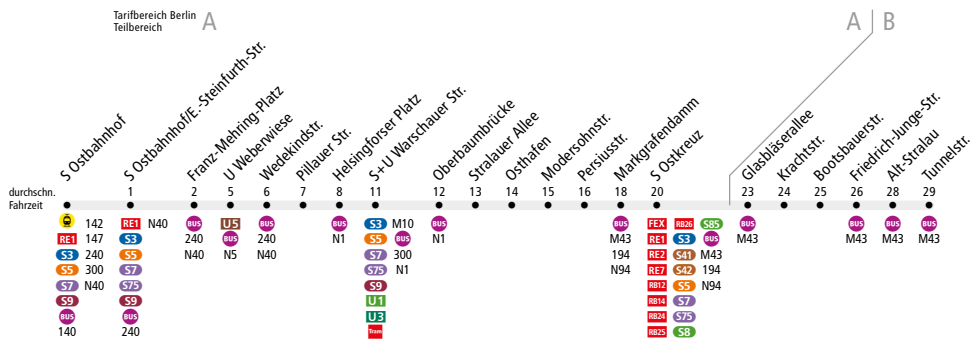 Tarifbereich Berlin
Teilbereich
A
A
B
S Ostbahnhof
S Ostbahnhof/E.-Steinfurth-Str.
Franz-Mehring-Platz
U Weberwiese
Wedekindstr.
Pillauer Str.
Helsingforser Platz
S+U Warschauer Str.
Oberbaumbrücke
Stralauer Allee
Osthafen
Modersohnstr.
Persiusstr.
Markgrafendamm
S Ostkreuz
Glasbläserallee
Krachtstr.
Bootsbauerstr.
Friedrich-Junge-Str.
Alt-Stralau
Tunnelstr.
durchschn. 1 2 5 6 7 8 11 12 13 14 15 16 18 20 23 24 25 26 28 29
Fahrzeit
142
RE1 147
S3 240
S5 300
S7 N40
S9
BUS
140
RE1 N40
S3
S5
S7
S75
S9
BUS
240
BUS
240
N40
U5
BUS
N5
BUS
240
N40
BUS
N1
S3 M10
S5 BUS
S7 300
S75 N1
S9
U1
U3
Tram
BUS
N1
BUS
M43
194
N94
FEX RB26 S85
RE1 S3 BUS
RE2 S41 M43
RE7 S42 194
RB12 S5 N94
RB14 S7
RB24 S75
RB25 S8
BUS
M43
BUS
M43
BUS
M43
BUS
M43